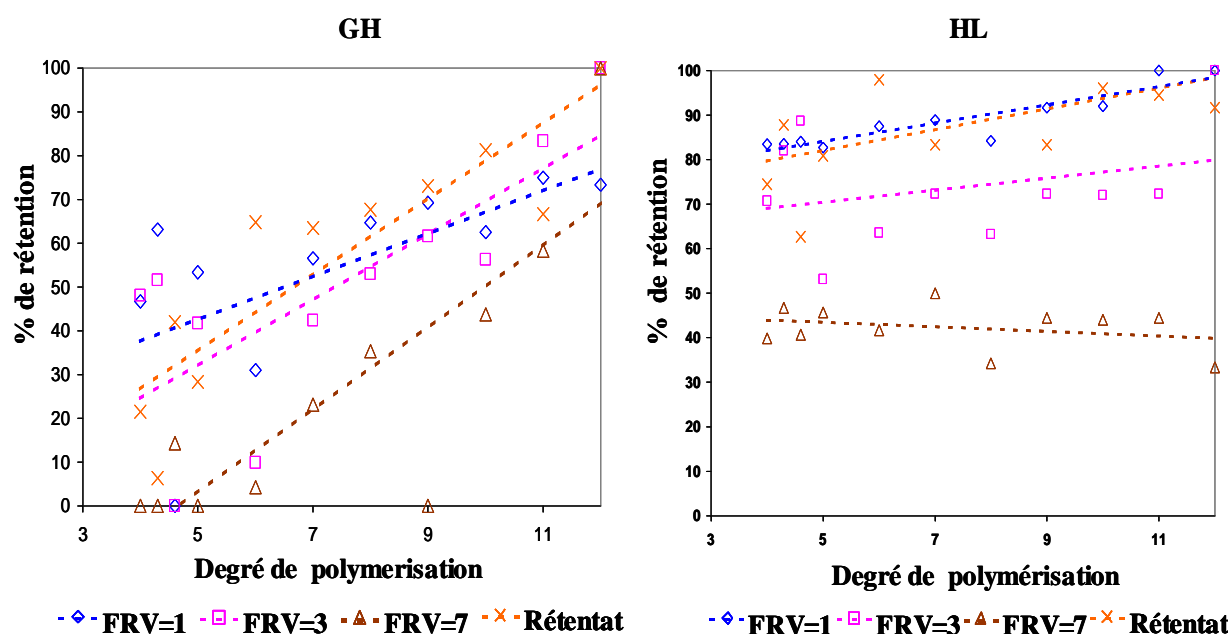 GH
% de rétention
100
90
80
70
60
50
40
30
20
10
0
3 5 7 9 11
Degré de polymerisation
FRV=1 FRV=3 FRV=7 Rétentat
HL
% de rétention
100
90
80
70
60
50
40
30
20
10
0
3 5 7 9 11
Degré de polymérisation
FRV=1 FRV=3 FRV=7 Rétentat